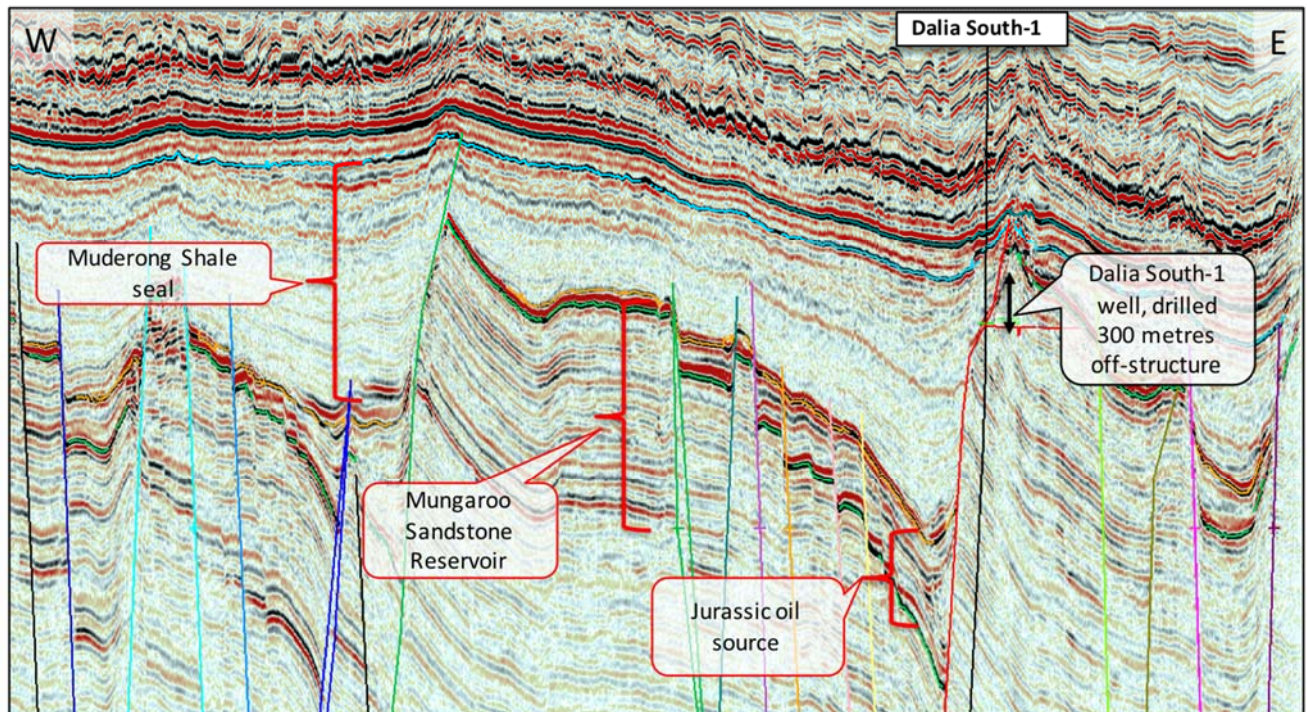 W
Dalia South-1
E
Muderong Shale
seal
Dalia South-1
well, drilled
300 metres
off-structure
Mungaroo
Sandstone
Reservoir
Jurassic oil
source